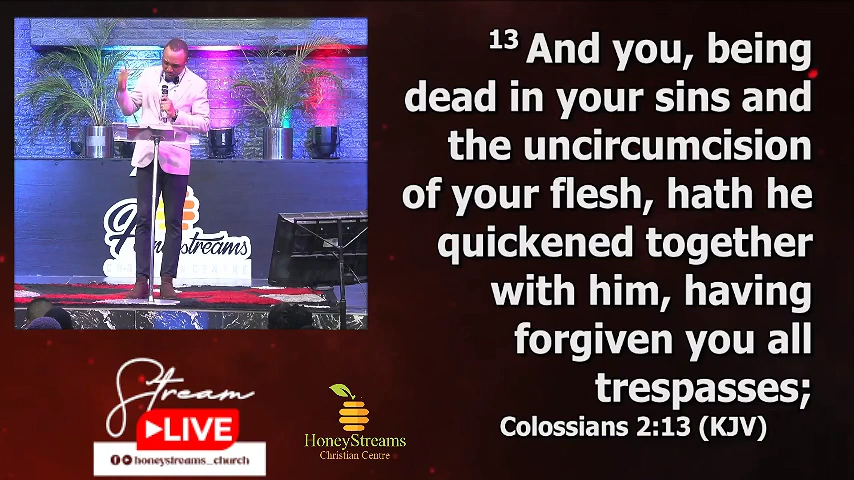 13 And you, being
dead in your sins and
the uncircumcision
of your flesh, hath he
quickened together
with him, having
forgiven you all
trespasses;
Colossians 2:13 (KJV)
Honeystreams
Stream
LIVE
honeystreams_church
HoneyStreams
Christian Centre